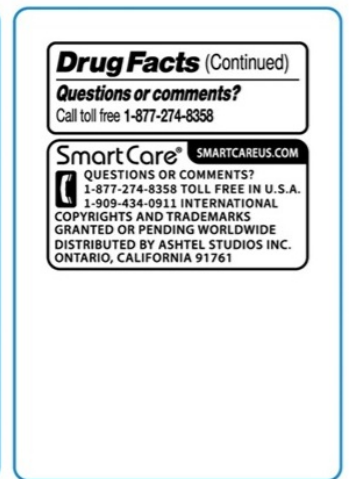 Drug Facts (Continued)
Questions or comments?
Call toll free 1-877-274-8358
SmartCare® SMARTCAREUS.COM
QUESTIONS OR COMMENTS?
1-877-274-8358 TOLL FREE IN U.S.A.
1-909-434-0911 INTERNATIONAL
COPYRIGHTS AND TRADEMARKS
GRANTED OR PENDING WORLDWIDE
DISTRIBUTED BY ASHTEL STUDIOS INC.
ONTARIO, CALIFORNIA 91761